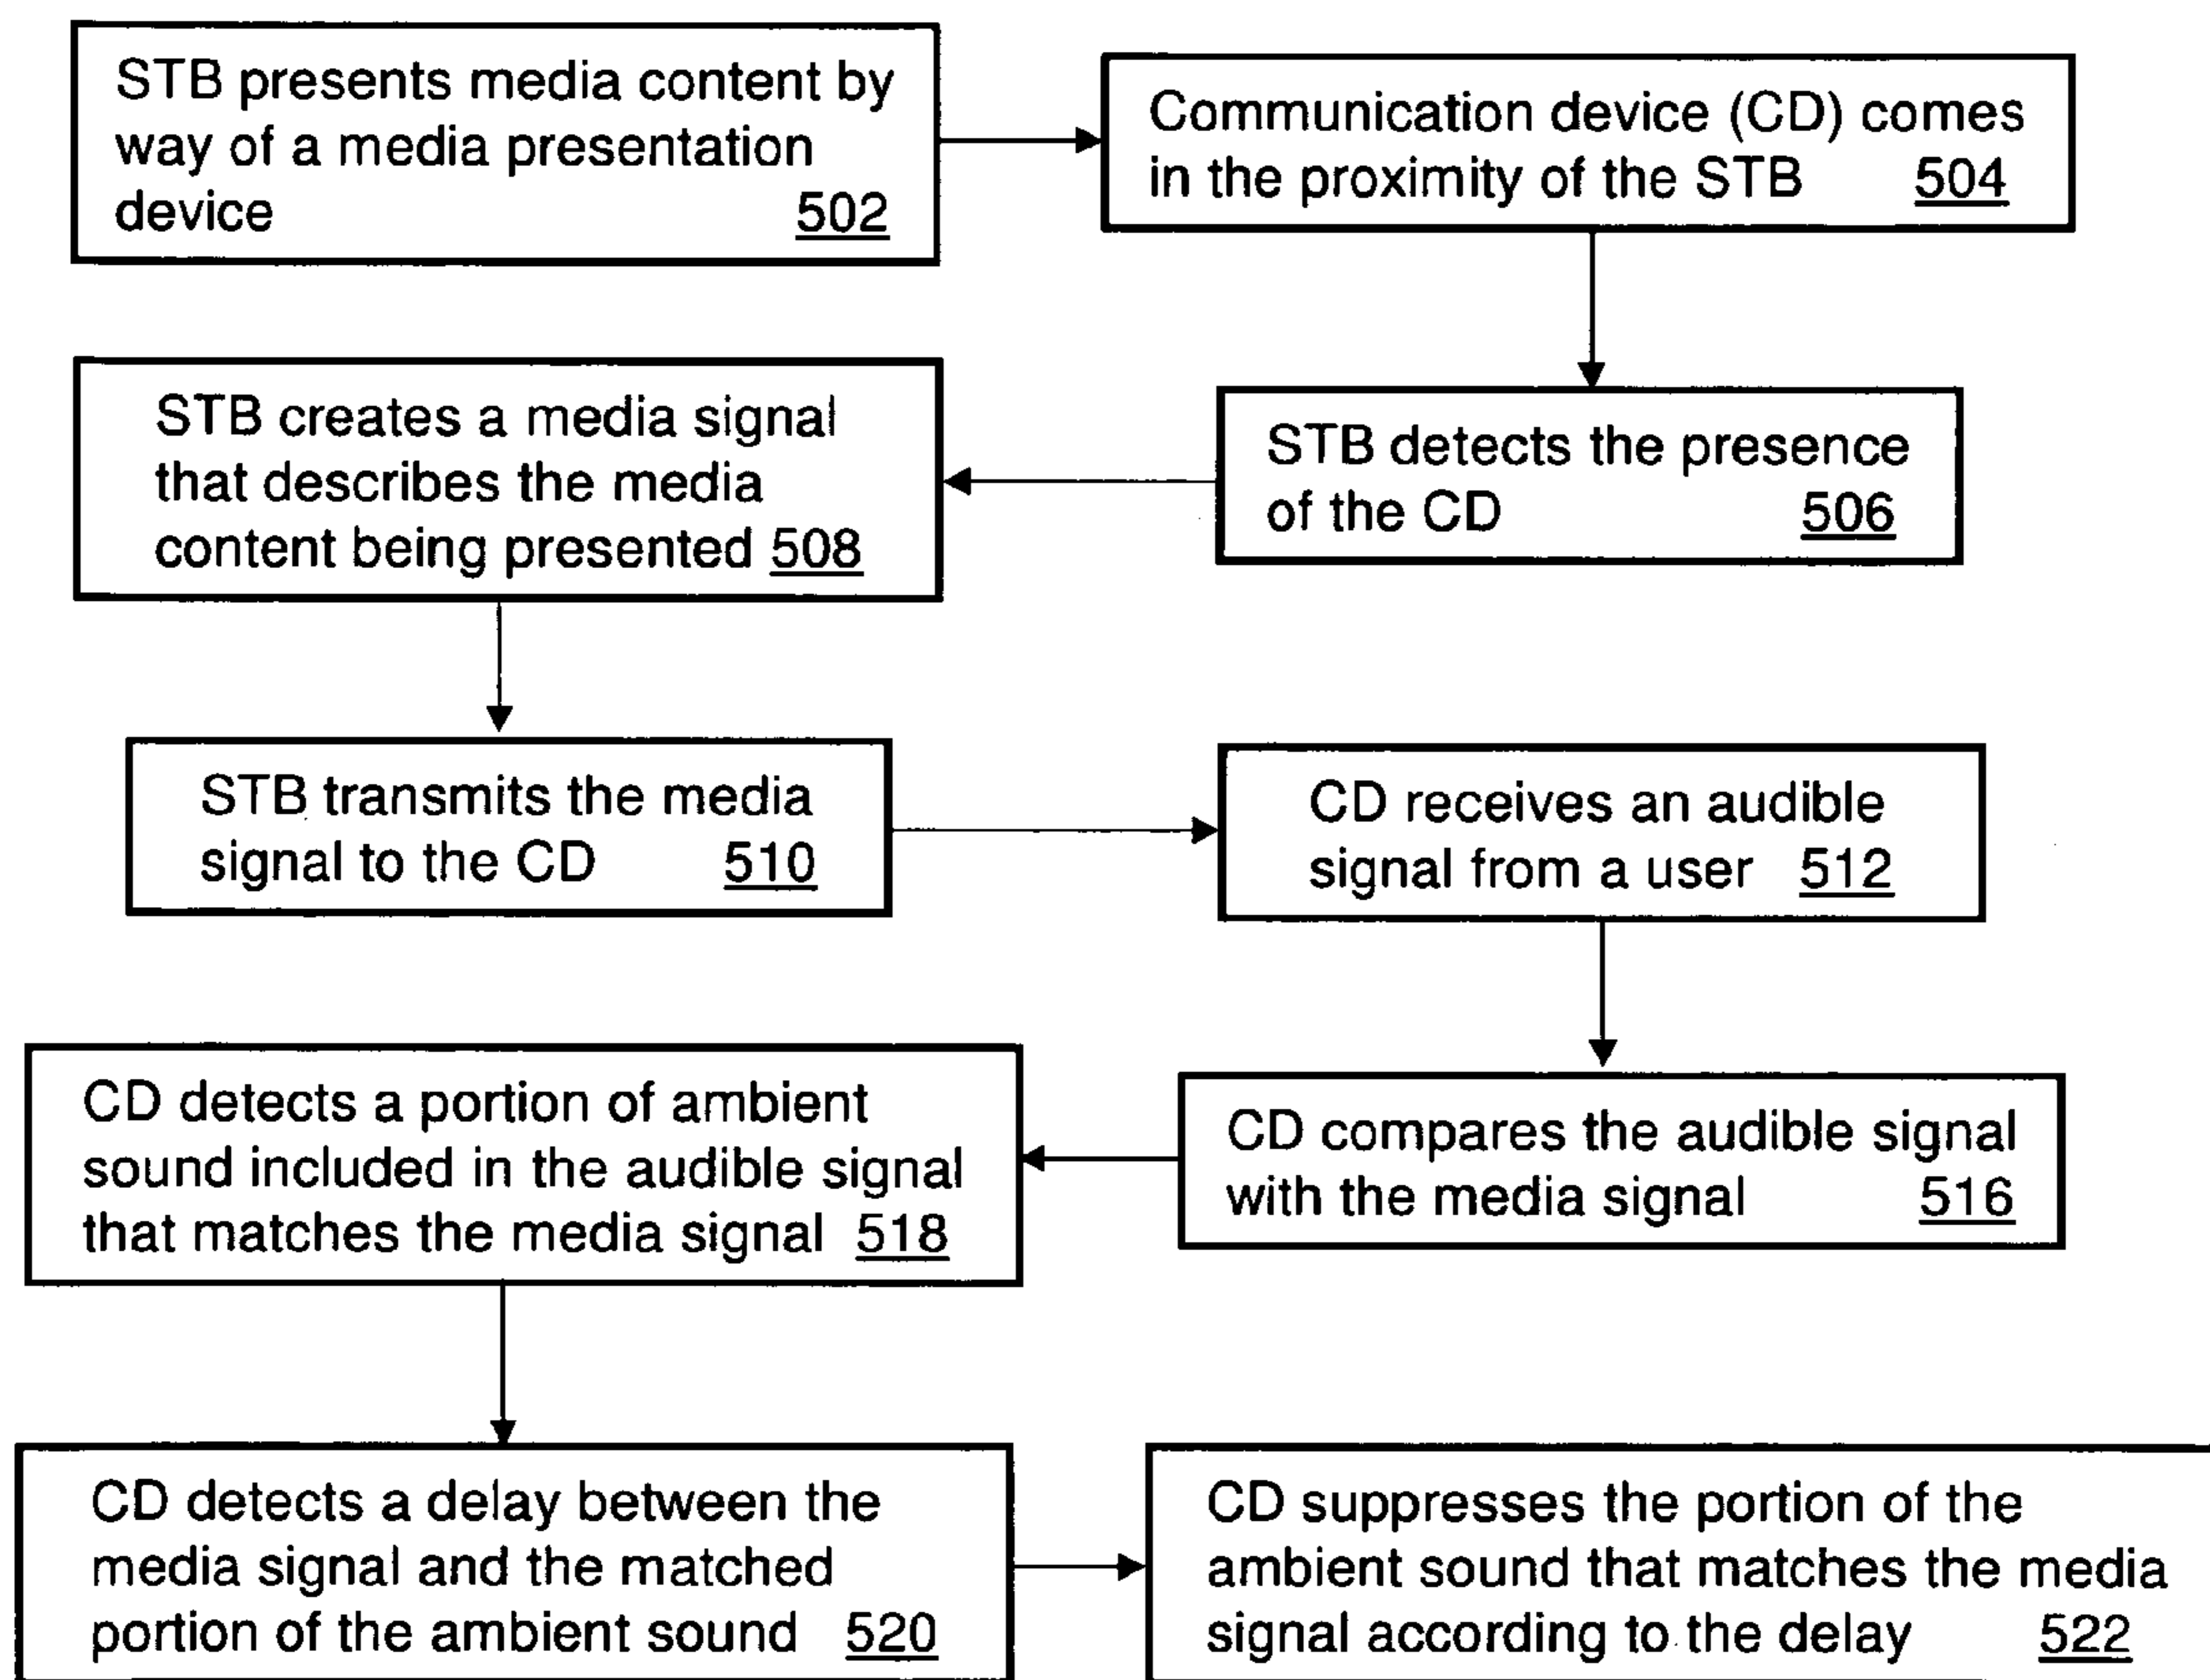 STB presents media content by
way of a media presentation
device 502
Communication device (CD) comes
in the proximity of the STB 504
STB detects the presence
of the CD 506
STB creates a media signal
that describes the media
content being presented 508
STB transmits the media
signal to the CD 510
CD receives an audible
signal from a user 512
CD compares the audible signal
with the media signal 516
CD detects a portion of ambient
sound included in the audible signal
that matches the media signal 518
CD detects a delay between the
media signal and the matched
portion of the ambient sound 520
CD suppresses the portion of the
ambient sound that matches the media
signal according to the delay 522